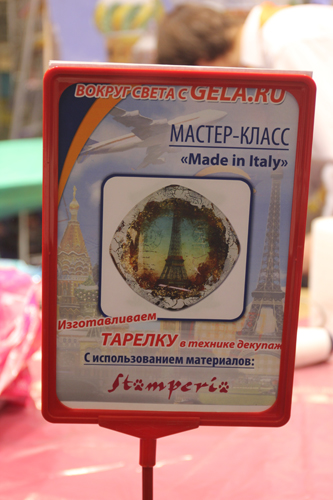 ВОКРУГ СВЕТА С GELA.RU
МАСТЕР-КЛАСС
«Made in Italy»
Изготавливаем
ТАРЕЛКУ в технике декупаж
С использованием материалов:
Stamperia